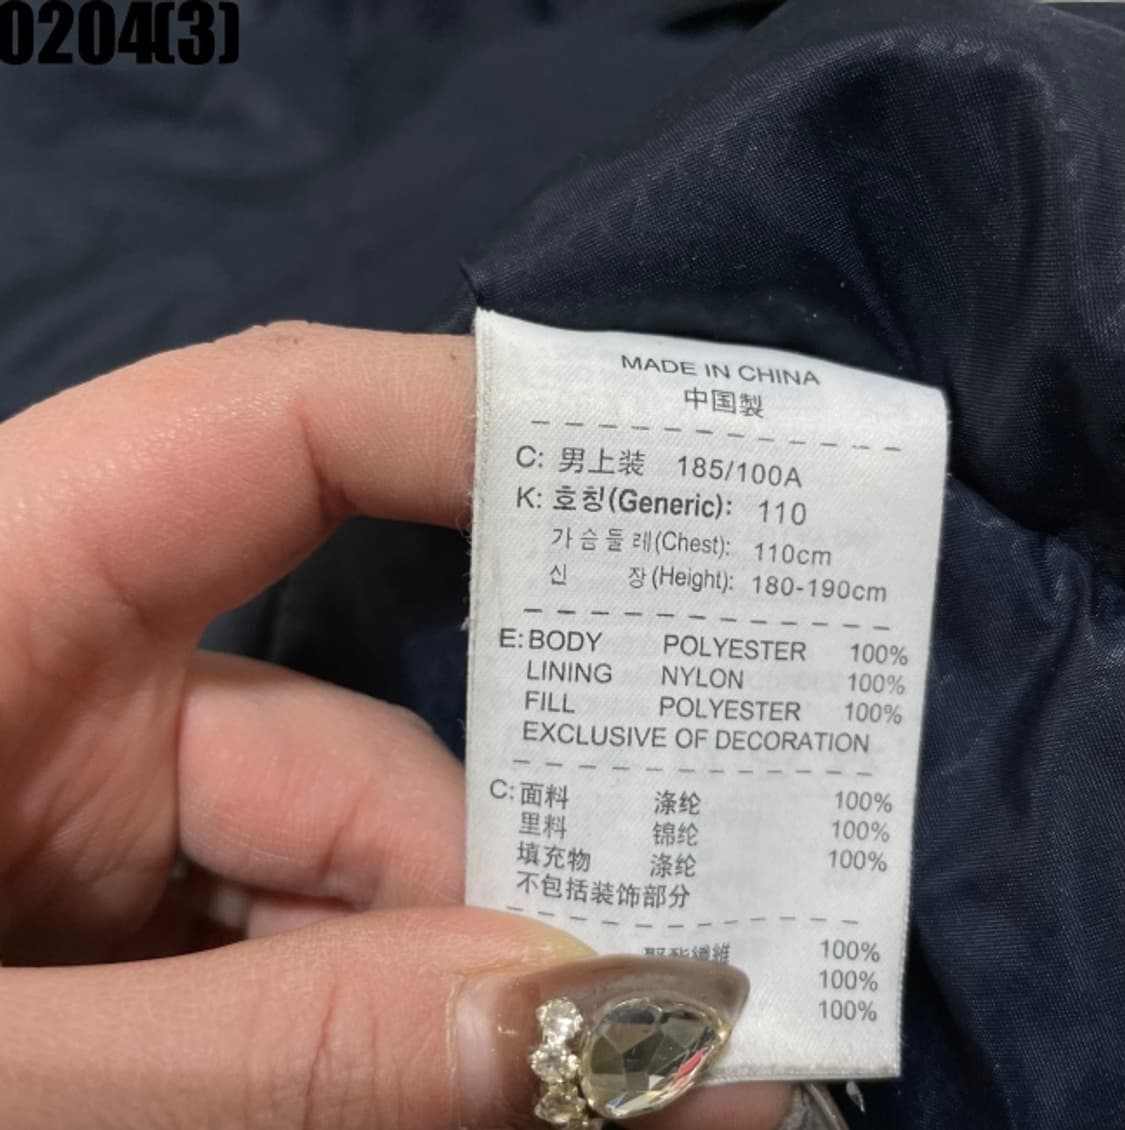 0204(3)
MADE IN CHINA
中国製
C: 男上装 185/100A
K: 호칭(Generic): 110
가슴둘레(Chest): 110cm
신 장(Height): 180-190cm
E: BODY POLYESTER 100%
LINING NYLON 100%
FILL POLYESTER 100%
EXCLUSIVE OF DECORATION
C: 面料 涤纶 100%
里料 锦纶 100%
填充物 涤纶 100%
不包括装饰部分
纖維 100%
100%
100%